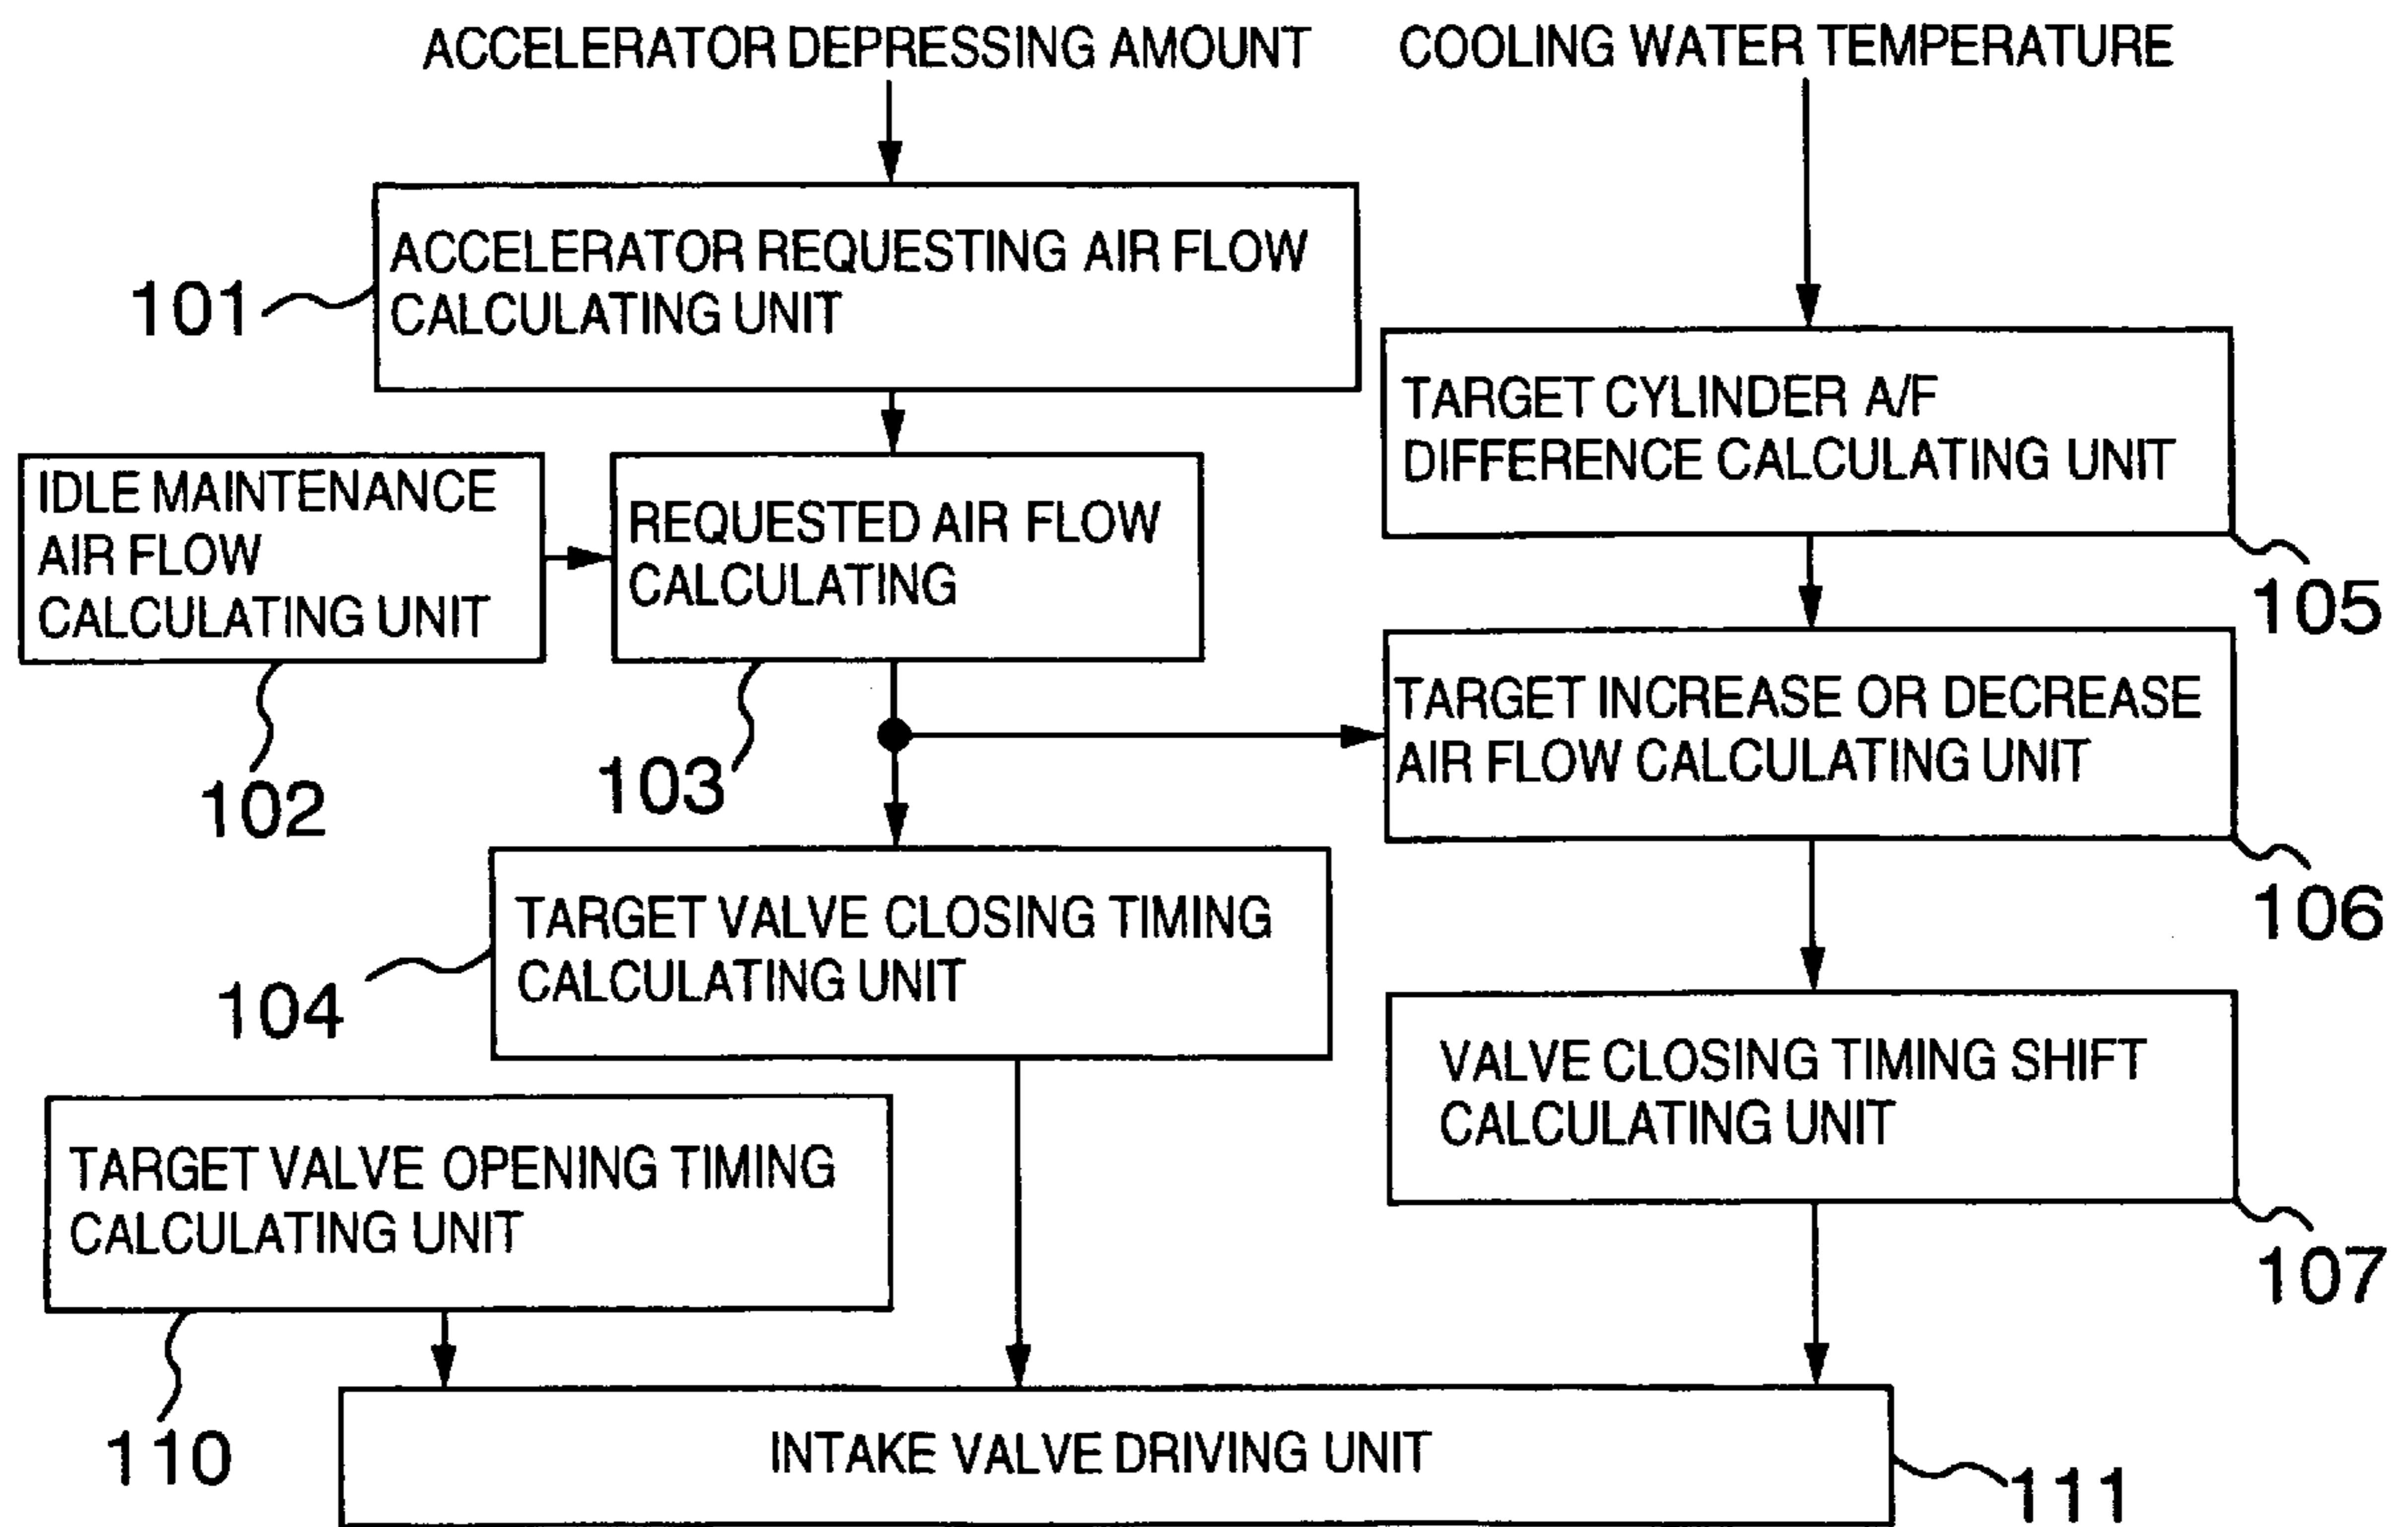 ACCELERATOR DEPRESSING AMOUNT
COOLING WATER TEMPERATURE
ACCELERATOR REQUESTING AIR FLOW
CALCULATING UNIT
101
TARGET CYLINDER A/F
DIFFERENCE CALCULATING UNIT
105
IDLE MAINTENANCE
AIR FLOW
CALCULATING UNIT
102
REQUESTED AIR FLOW
CALCULATING
103
TARGET INCREASE OR DECREASE
AIR FLOW CALCULATING UNIT
106
TARGET VALVE CLOSING TIMING
CALCULATING UNIT
104
VALVE CLOSING TIMING SHIFT
CALCULATING UNIT
107
TARGET VALVE OPENING TIMING
CALCULATING UNIT
110
INTAKE VALVE DRIVING UNIT
111